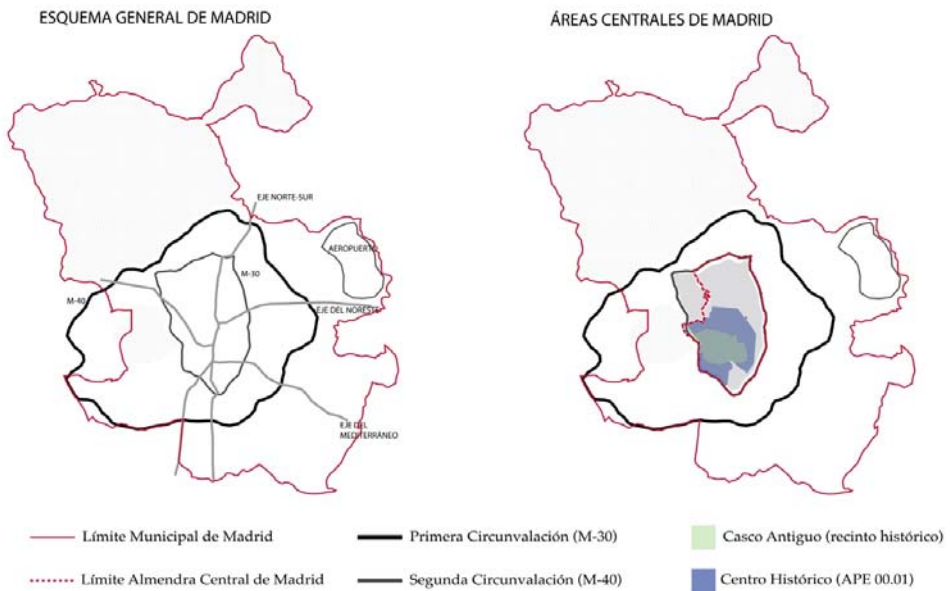 ESQUEMA GENERAL DE MADRID
ÁREAS CENTRALES DE MADRID
EJE NORTE-SUR
AEROPUERTO
M-30
M-40
EJE DEL NORESTE
EJE DEL
MEDITERRÁNEO
Límite Municipal de Madrid
Primera Circunvalación (M-30)
Casco Antiguo (recinto histórico)
Límite Almendra Central de Madrid
Segunda Circunvalación (M-40)
Centro Histórico (APE 00.01)